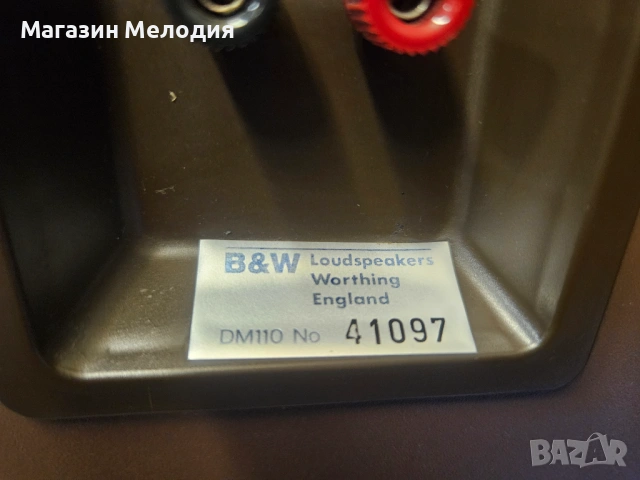 Магазин Мелодия
B&W Loudspeakers
Worthing
England
DM110 No 41097
BAZAR